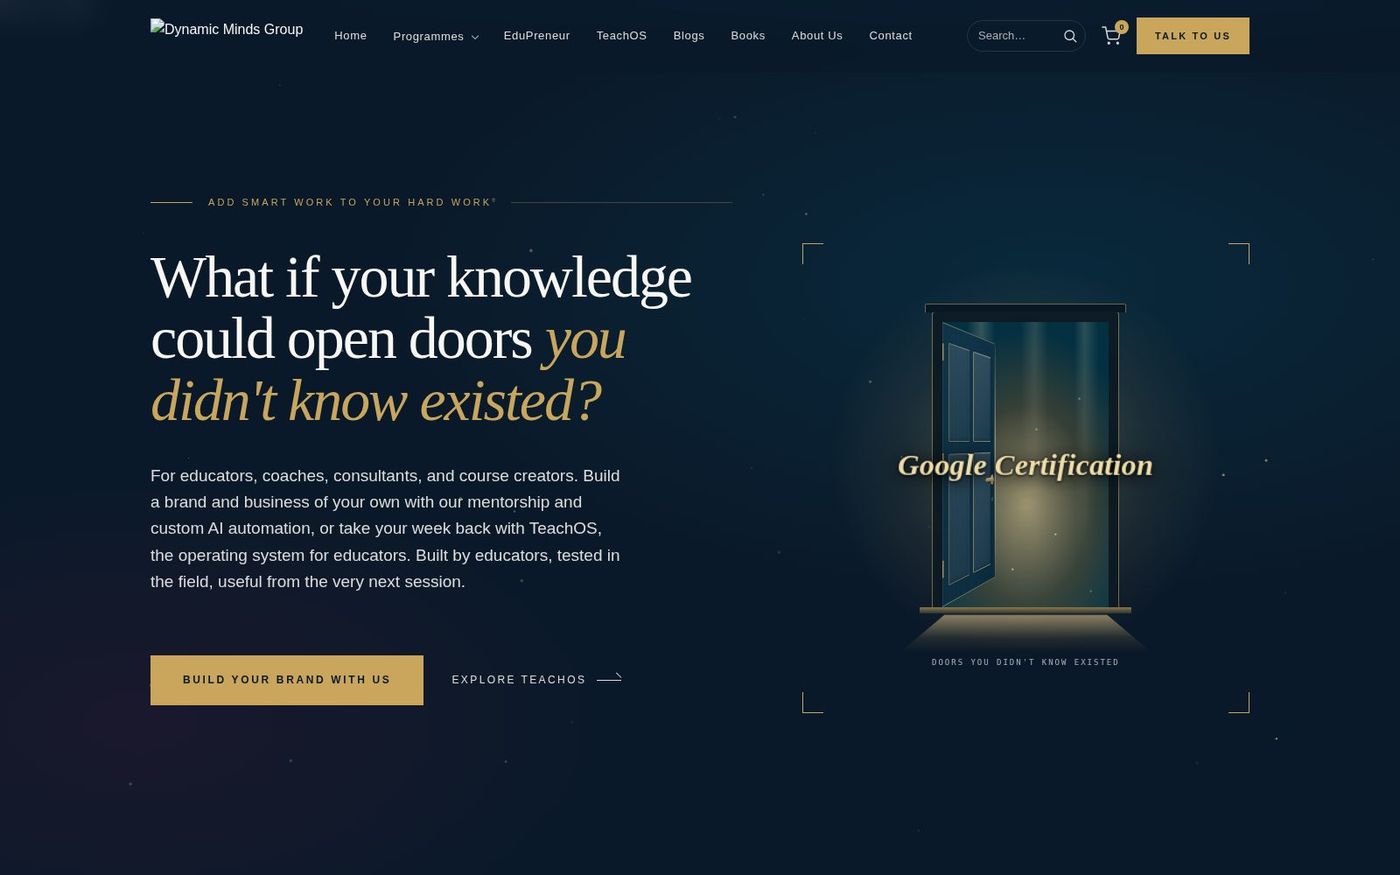 Dynamic Minds Group
Home
Programmes
EduPreneur
TeachOS
Blogs
Books
About Us
Contact
Search…
0
TALK TO US
ADD SMART WORK TO YOUR HARD WORK®
What if your knowledge
could open doors you
didn't know existed?
For educators, coaches, consultants, and course creators. Build
a brand and business of your own with our mentorship and
custom AI automation, or take your week back with TeachOS,
the operating system for educators. Built by educators, tested in
the field, useful from the very next session.
BUILD YOUR BRAND WITH US
EXPLORE TEACHOS
Google Certification
DOORS YOU DIDN'T KNOW EXISTED